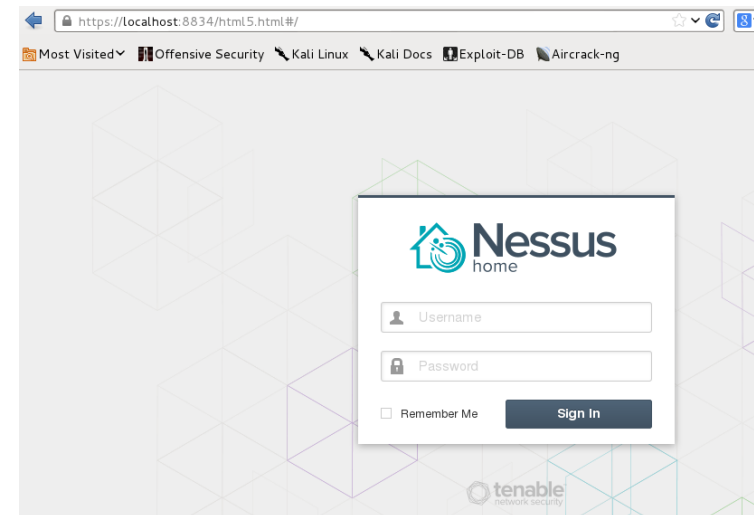 https://localhost:8834/html5.html#/
8
Most Visited Offensive Security Kali Linux Kali Docs Exploit-DB Aircrack-ng
Nessus
home
Username
Password
Remember Me Sign In
tenable
network security